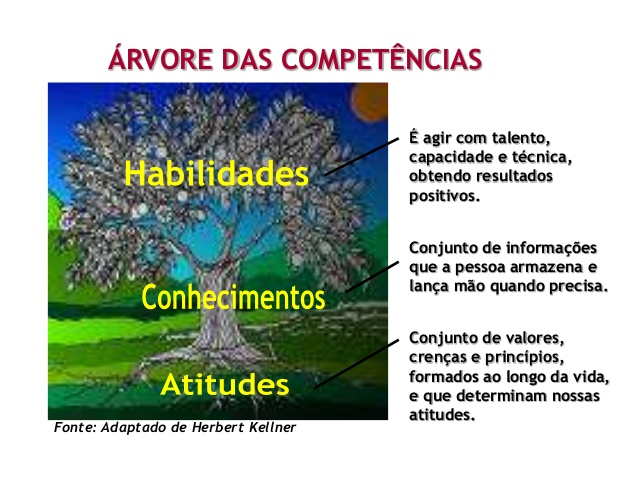 ÁRVORE DAS COMPETÊNCIAS
Habilidades
É agir com talento,
capacidade e técnica,
obtendo resultados
positivos.
Conhecimentos
Conjunto de informações
que a pessoa armazena e
lança mão quando precisa.
Atitudes
Conjunto de valores,
crenças e princípios,
formados ao longo da vida,
e que determinam nossas
atitudes.
Fonte: Adaptado de Herbert Kellner